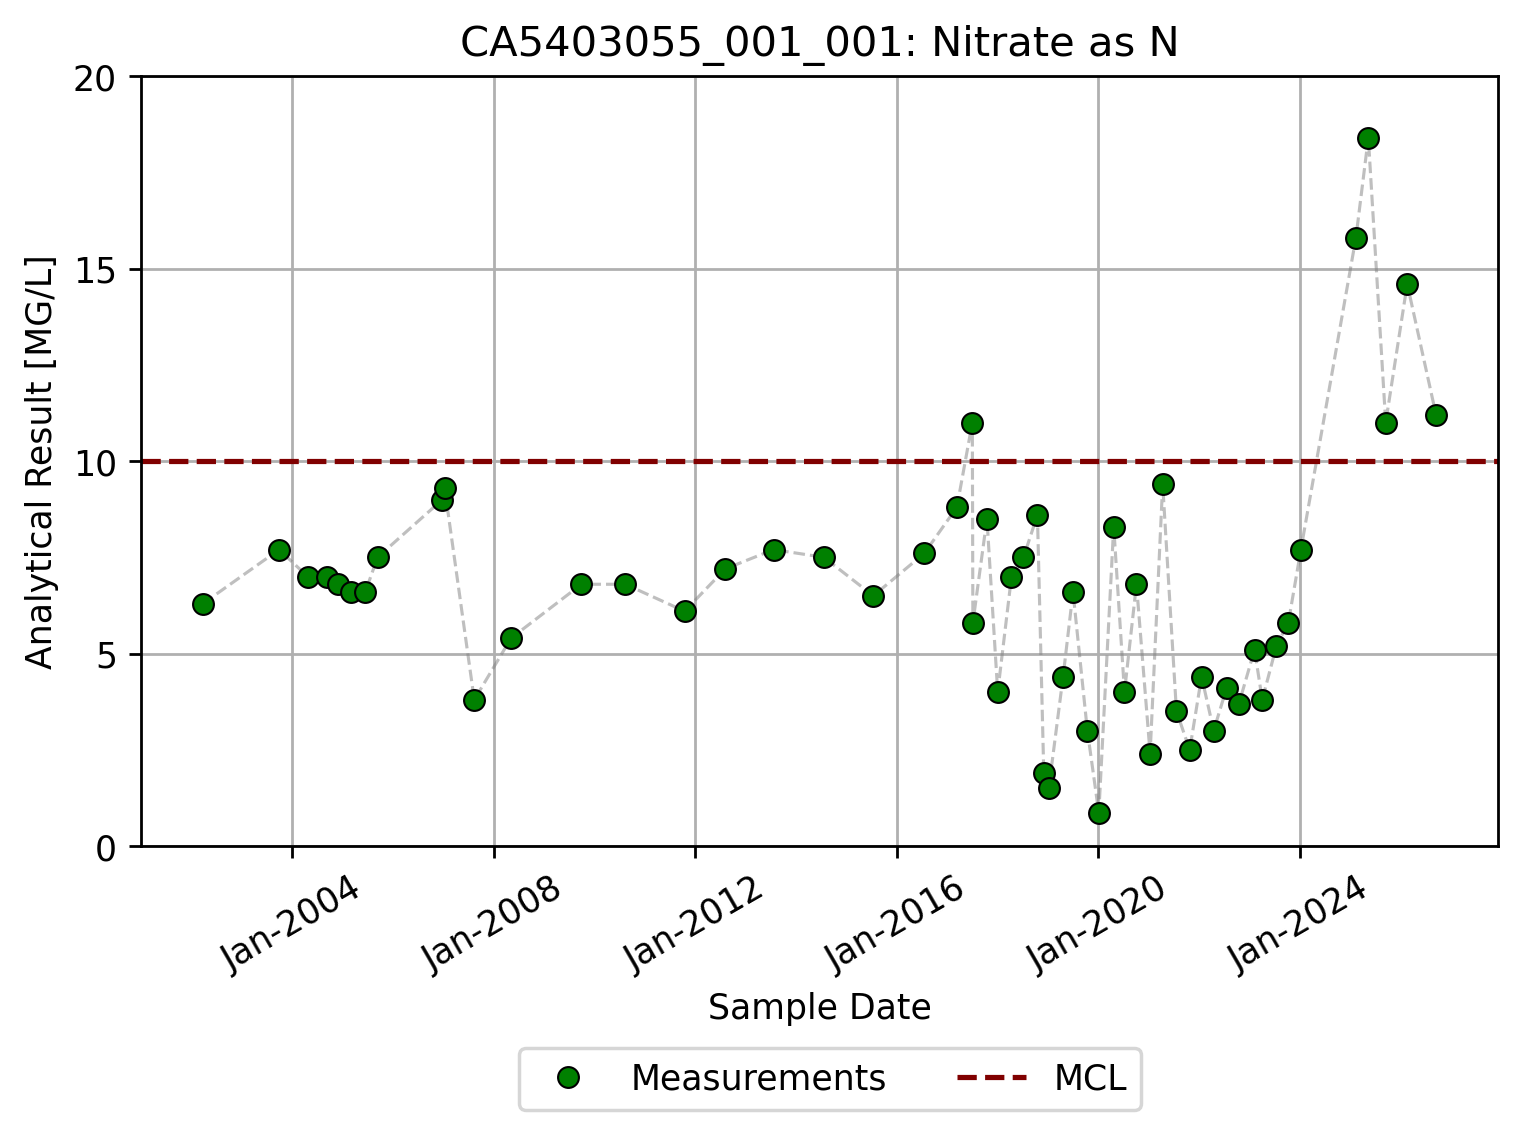 CA5403055_001_001: Nitrate as N
Analytical Result [MG/L]
20
15
10
5
0
Jan-2004
Jan-2008
Jan-2012
Jan-2016
Jan-2020
Jan-2024
Sample Date
Measurements
MCL